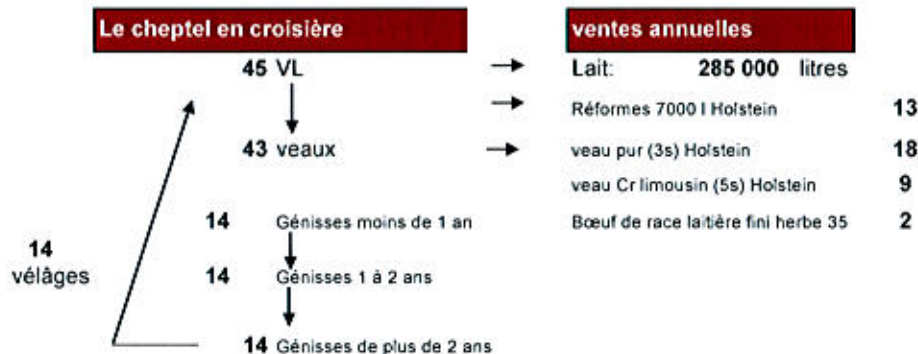 Le cheptel en croisière ventes annuelles
45 VL Lait: 285 000 litres
Réformes 7000 l Holstein 13
43 veaux veau pur (3s) Holstein 18
veau Cr limousin (5s) Holstein 9
14 Génisses moins de 1 an Bœuf de race laitière fini herbe 35 2
14
vélâges 14 Génisses 1 à 2 ans
14 Génisses de plus de 2 ans